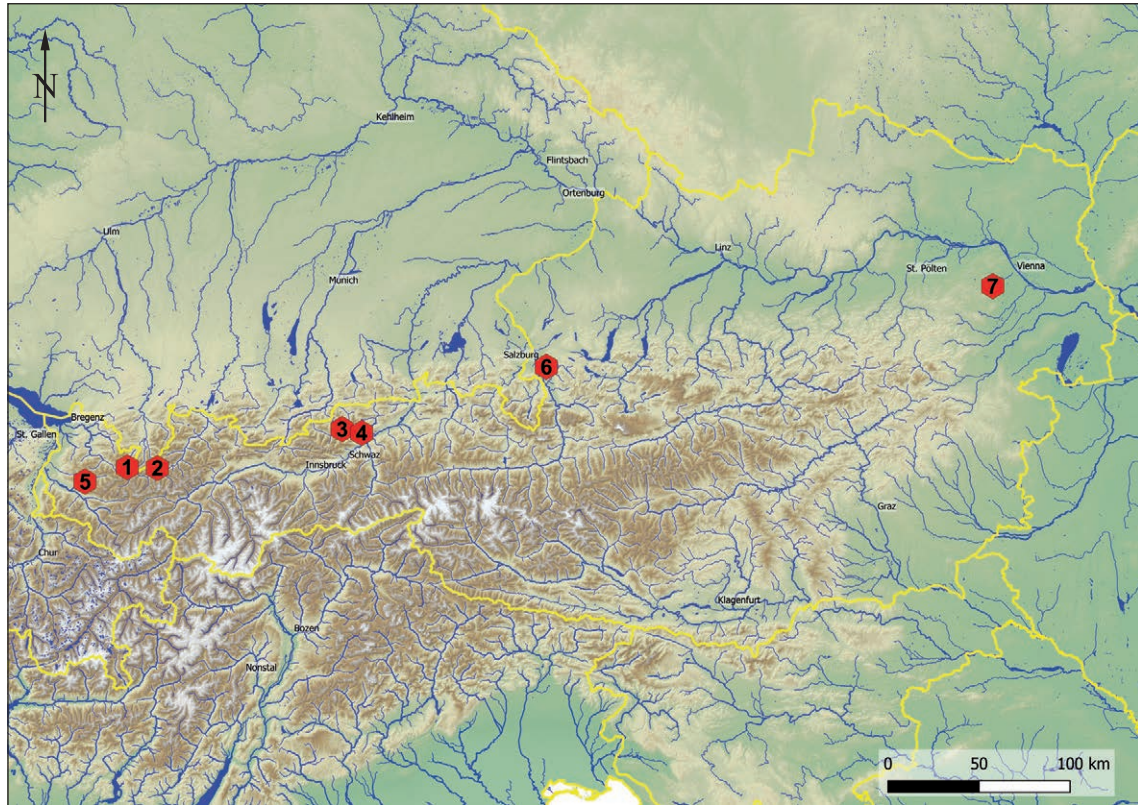 N
Kehlheim
Flintsbach
Ortenburg
Ulm
Linz
Vienna
St. Pölten
7
Munich
Salzburg
6
Bregenz
St. Gallen
3
4
Schwaz
Innsbruck
1
2
5
Graz
Chur
Klagenfurt
Bozen
Nonstal
0 50 100 km